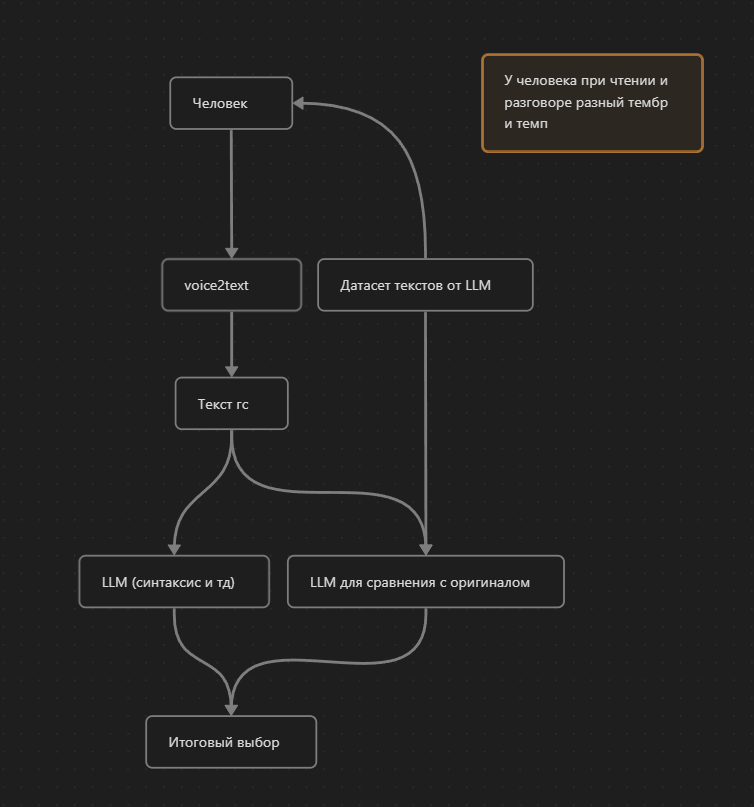 У человека при чтении и
разговоре разный тембр
и темп
Человек
voice2text
Датасет текстов от LLM
Текст гс
LLM (синтаксис и тд)
LLM для сравнения с оригиналом
Итоговый выбор